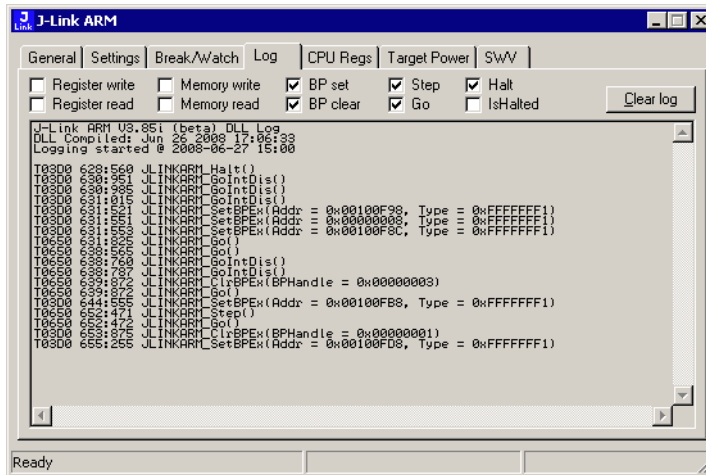 J-Link ARM
General Settings Break/Watch Log CPU Regs Target Power SWV
Register write Memory write BP set Step Halt
Register read Memory read BP clear Go IsHalted
Clear log
J-Link ARM V3.85i (beta) DLL Log
DLL Compiled: Jun 26 2008 17:06:33
Logging started @ 2008-06-27 15:00
T03D0 628:560 JLINKARM_Halt()
T03D0 630:951 JLINKARM_GoIntDis()
T03D0 630:985 JLINKARM_GoIntDis()
T03D0 631:015 JLINKARM_GoIntDis()
T03D0 631:521 JLINKARM_SetBPEx(Addr = 0x00100F98, Type = 0xFFFFFFF1)
T03D0 631:551 JLINKARM_SetBPEx(Addr = 0x00000008, Type = 0xFFFFFFF1)
T03D0 631:553 JLINKARM_SetBPEx(Addr = 0x00100F8C, Type = 0xFFFFFFF1)
T0650 631:825 JLINKARM_Go()
T0650 638:565 JLINKARM_Go()
T0650 638:760 JLINKARM_GoIntDis()
T0650 638:787 JLINKARM_GoIntDis()
T0650 639:872 JLINKARM_ClrBPEx(BPHandle = 0x00000003)
T0650 639:872 JLINKARM_Go()
T03D0 644:555 JLINKARM_SetBPEx(Addr = 0x00100FB8, Type = 0xFFFFFFF1)
T0650 652:471 JLINKARM_Step()
T0650 652:472 JLINKARM_Go()
T03D0 653:875 JLINKARM_ClrBPEx(BPHandle = 0x00000001)
T03D0 655:255 JLINKARM_SetBPEx(Addr = 0x00100FD8, Type = 0xFFFFFFF1)
Ready